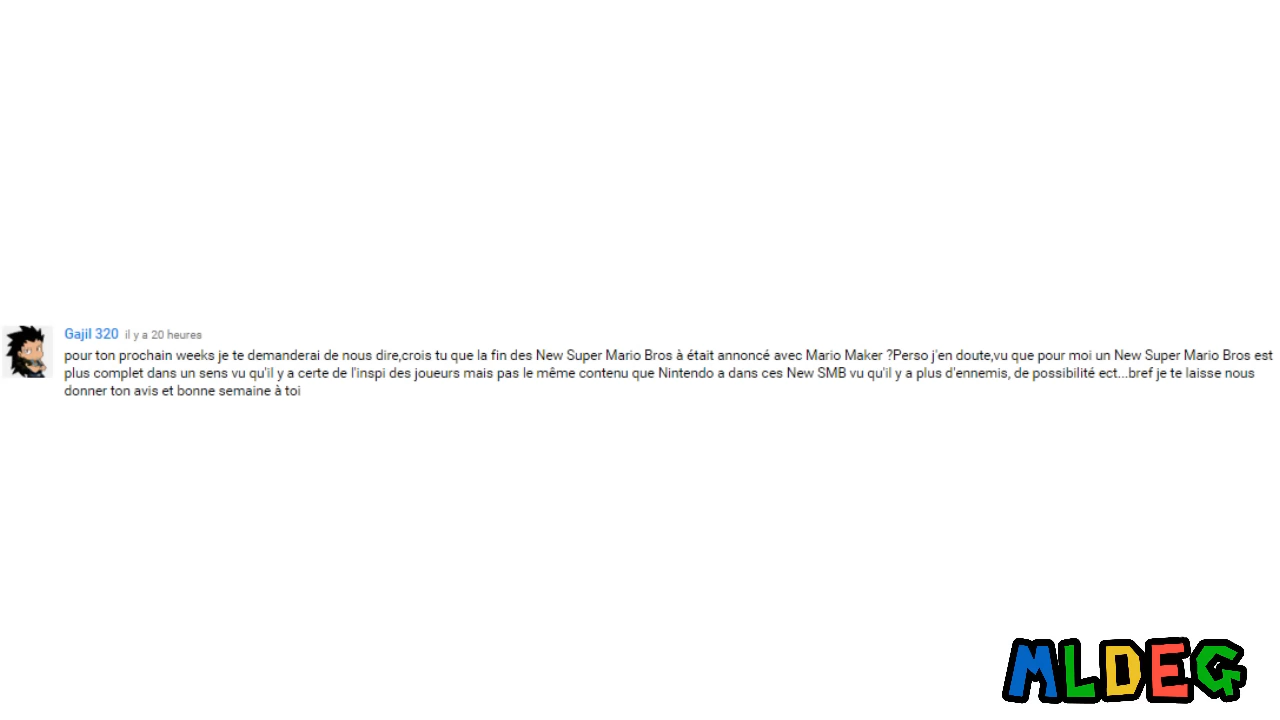 Gajil 320 il y a 20 heures
pour ton prochain weeks je te demanderai de nous dire,crois tu que la fin des New Super Mario Bros à était annoncé avec Mario Maker ?Perso j'en doute,vu que pour moi un New Super Mario Bros est
plus complet dans un sens vu qu'il y a certe de l'inspi des joueurs mais pas le même contenu que Nintendo a dans ces New SMB vu qu'il y a plus d'ennemis, de possibilité ect...bref je te laisse nous
donner ton avis et bonne semaine à toi
MLDEG